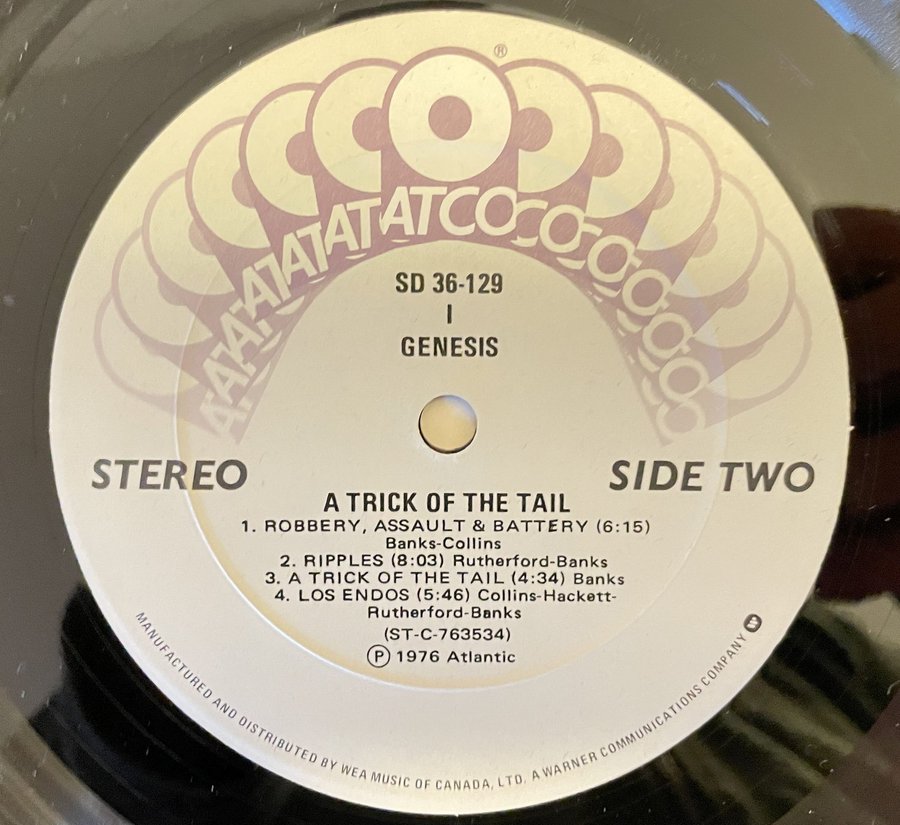 ®
ATATATATATATCOCOCOCOCOCO
SD 36-129
I
GENESIS
STEREO
SIDE TWO
A TRICK OF THE TAIL
1. ROBBERY, ASSAULT & BATTERY (6:15)
Banks-Collins
2. RIPPLES (8:03) Rutherford-Banks
3. A TRICK OF THE TAIL (4:34) Banks
4. LOS ENDOS (5:46) Collins-Hackett-
Rutherford-Banks
(ST-C-763534)
Ⓟ 1976 Atlantic
MANUFACTURED AND DISTRIBUTED BY WEA MUSIC OF CANADA, LTD. A WARNER COMMUNICATIONS COMPANY